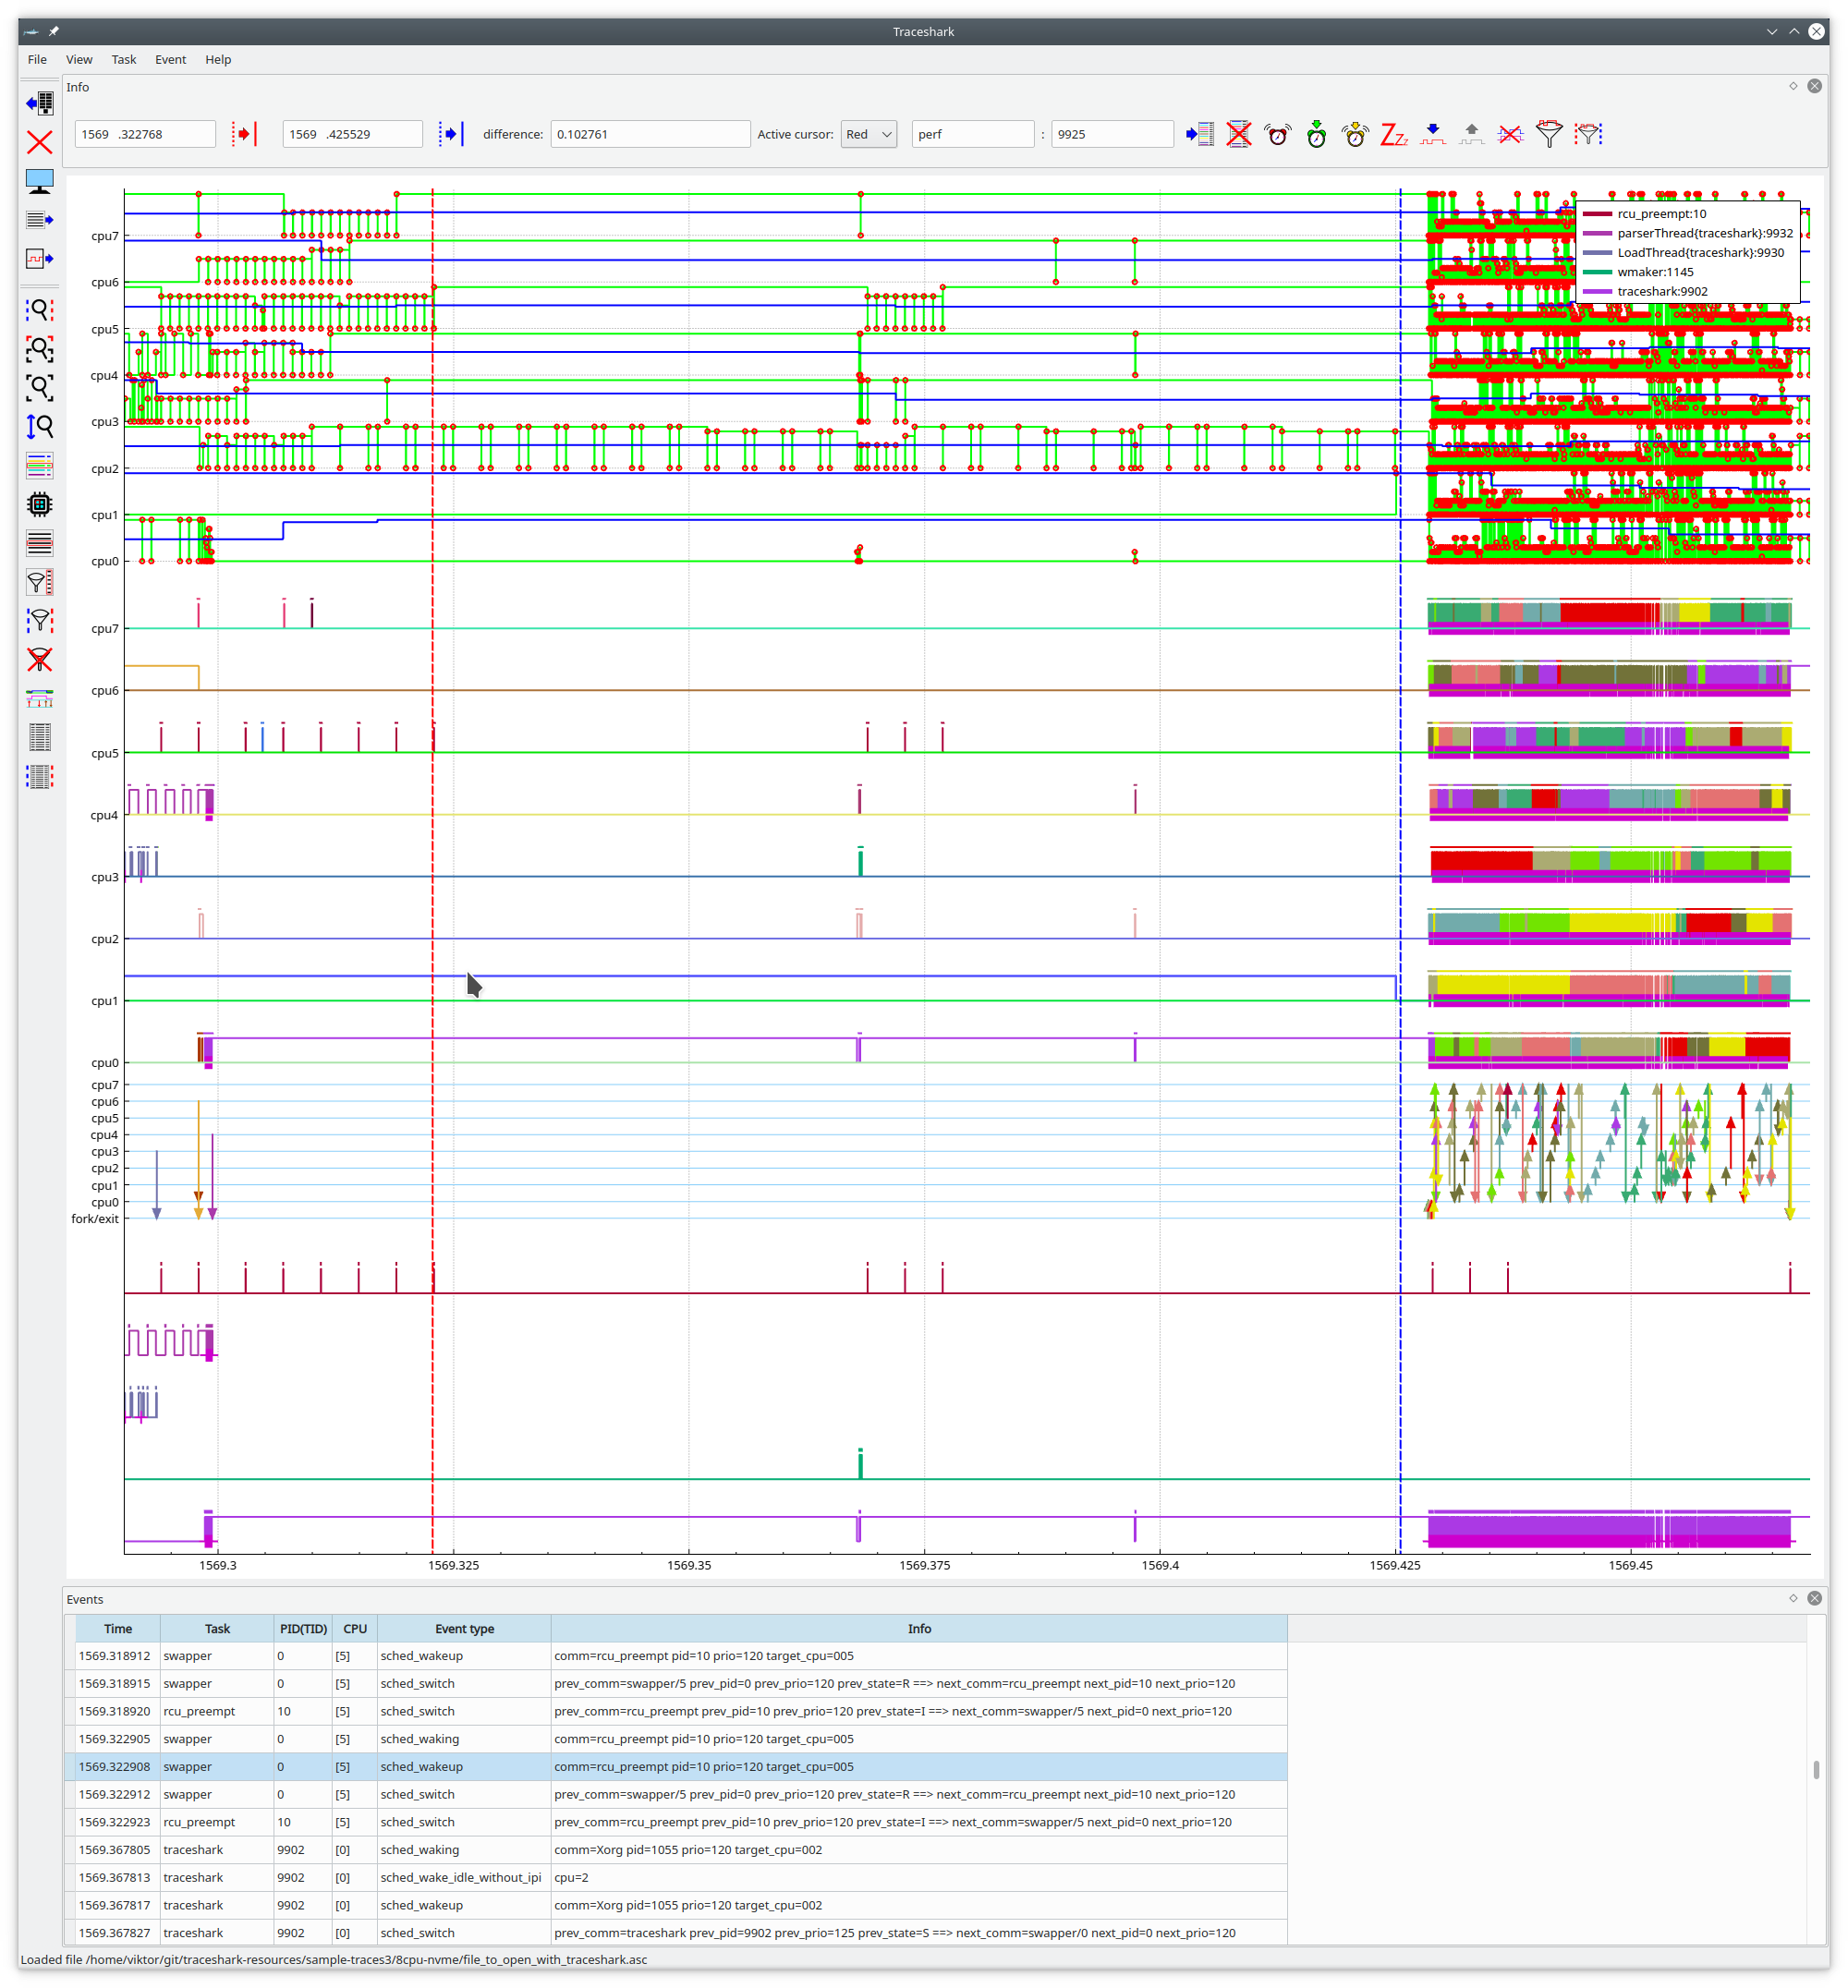 Traceshark
File View Task Event Help
Info
1569 .322768 1569 .425529 difference: 0.102761 Active cursor: Red perf : 9925
Zzz
rcu_preempt:10
parserThread{traceshark}:9932
LoadThread{traceshark}:9930
wmaker:1145
traceshark:9902
cpu7
cpu6
cpu5
cpu4
cpu3
cpu2
cpu1
cpu0
cpu7
cpu6
cpu5
cpu4
cpu3
cpu2
cpu1
cpu0
cpu7
cpu6
cpu5
cpu4
cpu3
cpu2
cpu1
cpu0
fork/exit
1569.3 1569.325 1569.35 1569.375 1569.4 1569.425 1569.45
Events
Time Task PID(TID) CPU Event type Info
1569.318912 swapper 0 [5] sched_wakeup comm=rcu_preempt pid=10 prio=120 target_cpu=005
1569.318915 swapper 0 [5] sched_switch prev_comm=swapper/5 prev_pid=0 prev_prio=120 prev_state=R ==> next_comm=rcu_preempt next_pid=10 next_prio=120
1569.318920 rcu_preempt 10 [5] sched_switch prev_comm=rcu_preempt prev_pid=10 prev_prio=120 prev_state=I ==> next_comm=swapper/5 next_pid=0 next_prio=120
1569.322905 swapper 0 [5] sched_waking comm=rcu_preempt pid=10 prio=120 target_cpu=005
1569.322908 swapper 0 [5] sched_wakeup comm=rcu_preempt pid=10 prio=120 target_cpu=005
1569.322912 swapper 0 [5] sched_switch prev_comm=swapper/5 prev_pid=0 prev_prio=120 prev_state=R ==> next_comm=rcu_preempt next_pid=10 next_prio=120
1569.322923 rcu_preempt 10 [5] sched_switch prev_comm=rcu_preempt prev_pid=10 prev_prio=120 prev_state=I ==> next_comm=swapper/5 next_pid=0 next_prio=120
1569.367805 traceshark 9902 [0] sched_waking comm=Xorg pid=1055 prio=120 target_cpu=002
1569.367813 traceshark 9902 [0] sched_wake_idle_without_ipi cpu=2
1569.367817 traceshark 9902 [0] sched_wakeup comm=Xorg pid=1055 prio=120 target_cpu=002
1569.367827 traceshark 9902 [0] sched_switch prev_comm=traceshark prev_pid=9902 prev_prio=125 prev_state=S ==> next_comm=swapper/0 next_pid=0 next_prio=120
Loaded file /home/viktor/git/traceshark-resources/sample-traces3/8cpu-nvme/file_to_open_with_traceshark.asc